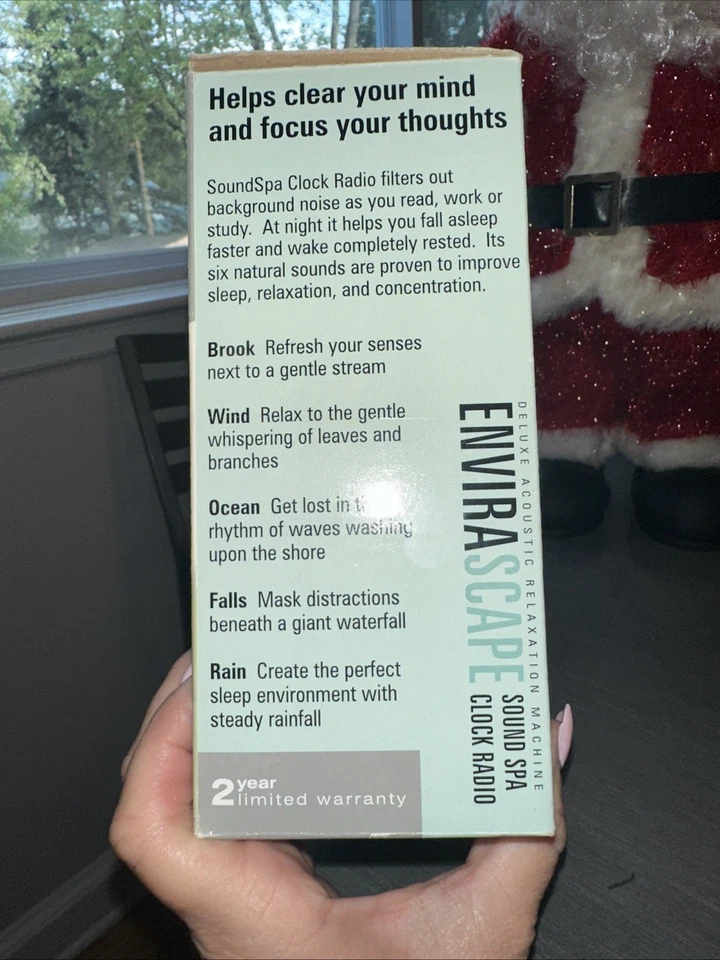 Helps clear your mind
and focus your thoughts
SoundSpa Clock Radio filters out
background noise as you read, work or
study. At night it helps you fall asleep
faster and wake completely rested. Its
six natural sounds are proven to improve
sleep, relaxation, and concentration.
Brook Refresh your senses
next to a gentle stream
Wind Relax to the gentle
whispering of leaves and
branches
Ocean Get lost in
rhythm of waves washing
upon the shore
Falls Mask distractions
beneath a giant waterfall
Rain Create the perfect
sleep environment with
steady rainfall
DELUXE ACOUSTIC RELAXATION MACHINE
ENVIRASCAPE
SOUND SPA
CLOCK RADIO
2 year
limited warranty